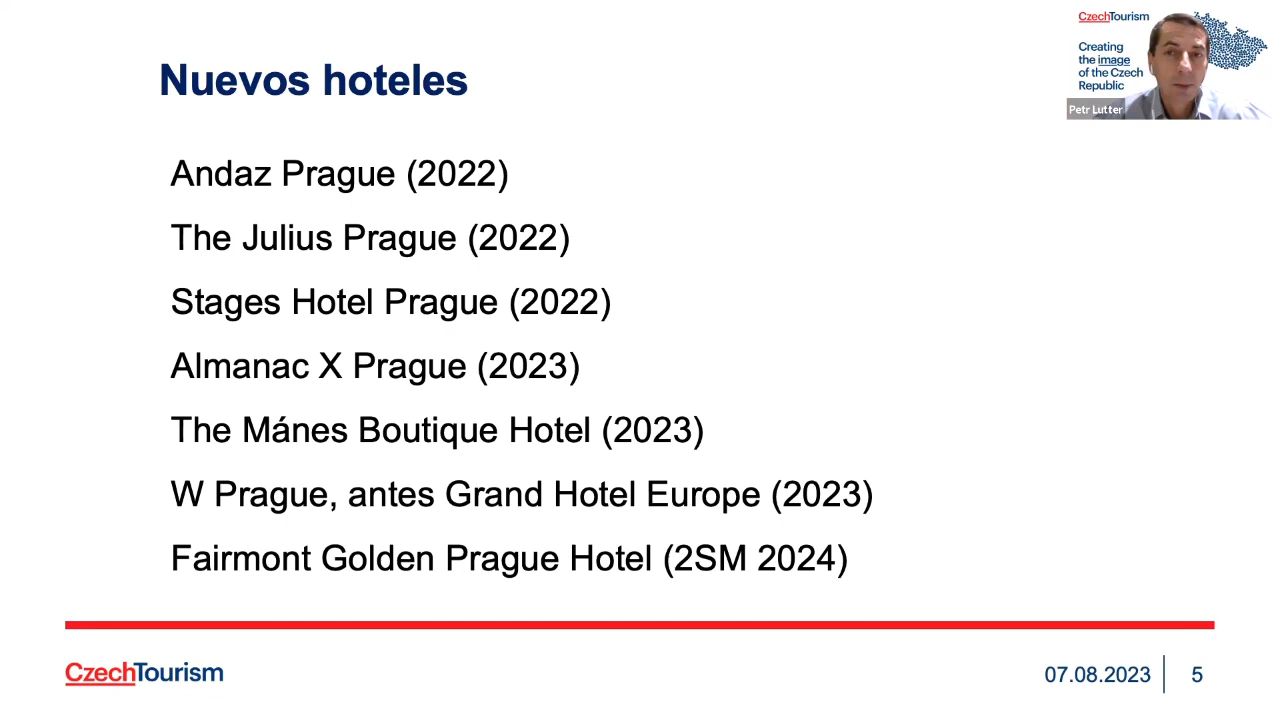 Nuevos hoteles
Andaz Prague (2022)
The Julius Prague (2022)
Stages Hotel Prague (2022)
Almanac X Prague (2023)
The Mánes Boutique Hotel (2023)
W Prague, antes Grand Hotel Europe (2023)
Fairmont Golden Prague Hotel (2SM 2024)
CzechTourism
Creating
the image
of the Czech
Republic
Petr Lutter
CzechTourism
07.08.2023
5